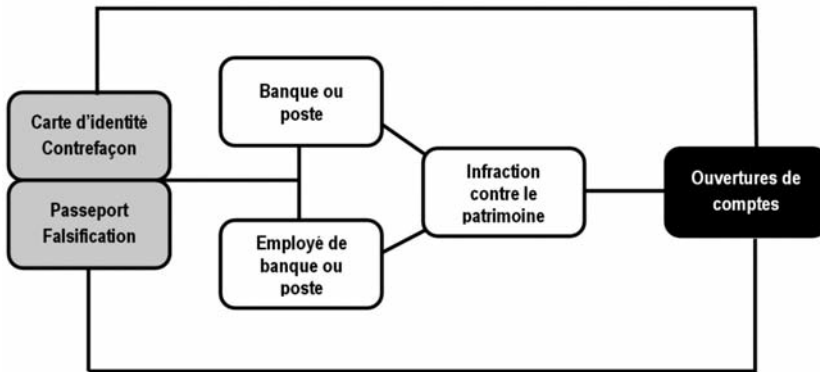 Banque ou
poste
Carte d'identité
Contrefaçon
Infraction
contre le
patrimoine
Ouvertures de
comptes
Passeport
Falsification
Employé de
banque ou
poste